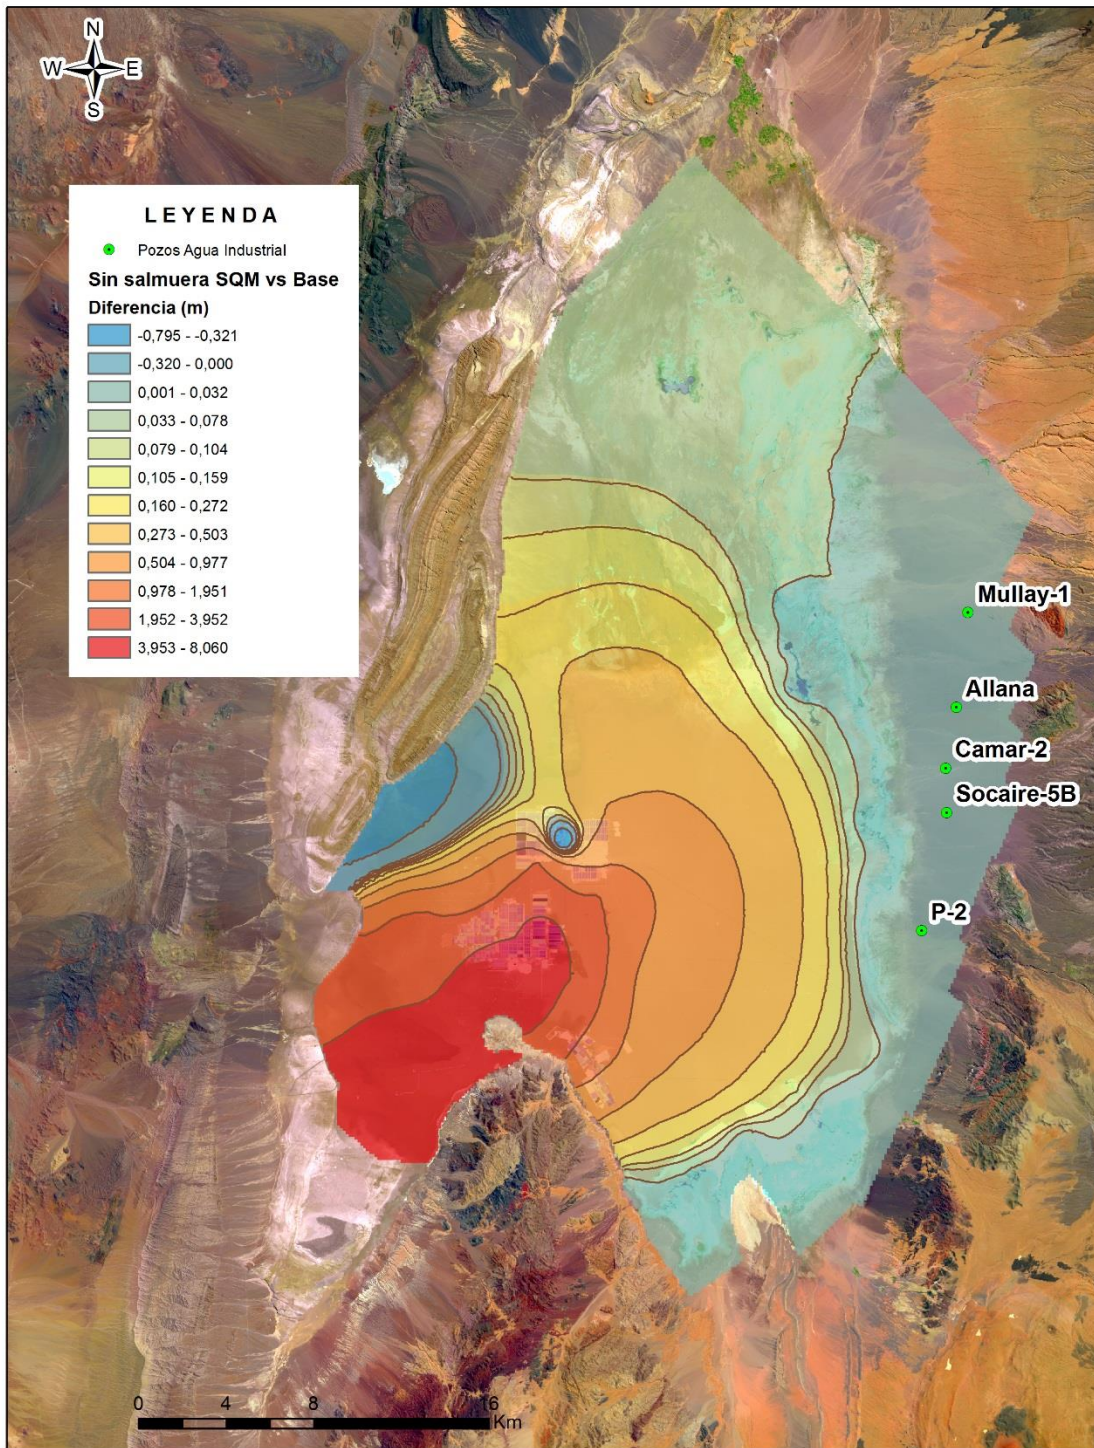 N
W E
S
LEYENDA
Pozos Agua Industrial
Sin salmuera SQM vs Base
Diferencia (m)
-0,795 - -0,321
-0,320 - 0,000
0,001 - 0,032
0,033 - 0,078
0,079 - 0,104
0,105 - 0,159
0,160 - 0,272
0,273 - 0,503
0,504 - 0,977
0,978 - 1,951
1,952 - 3,952
3,953 - 8,060
Mullay-1
Allana
Camar-2
Socaire-5B
P-2
0 4 8 16
Km